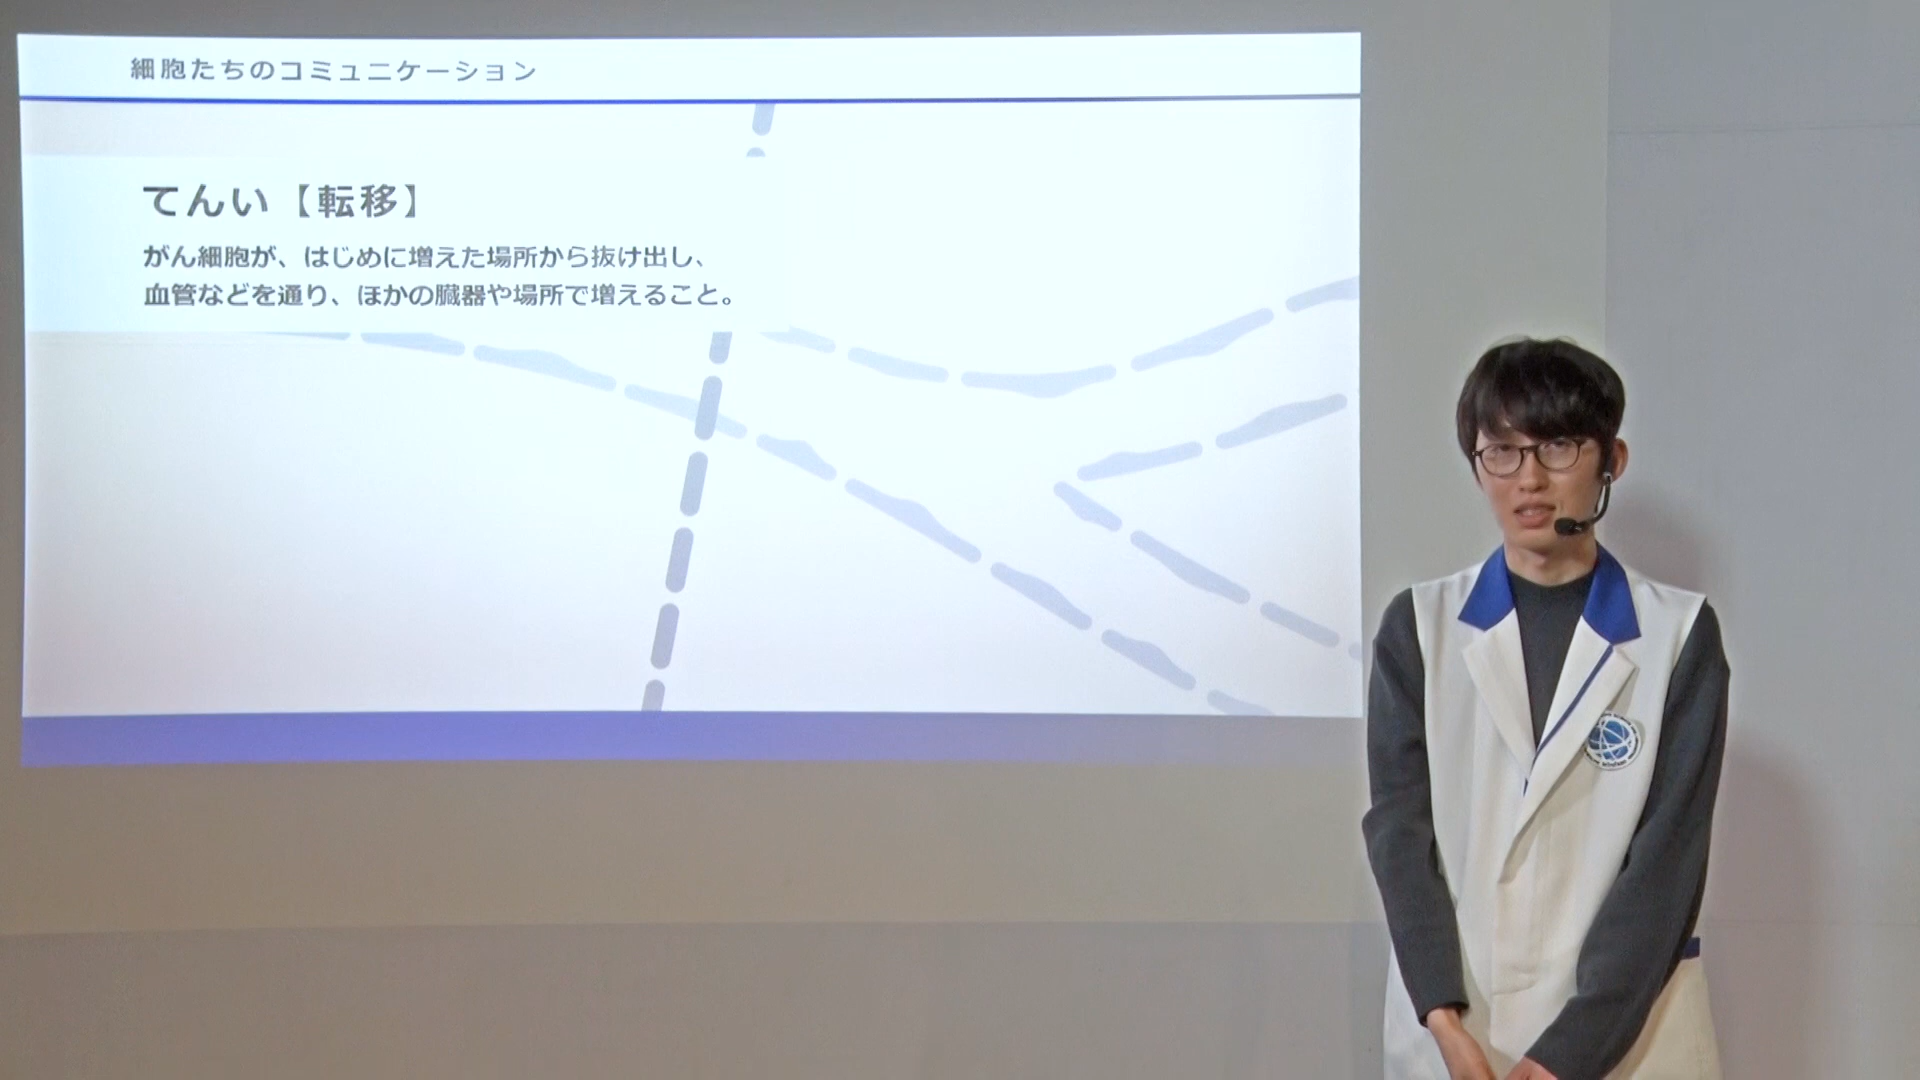 細胞たちのコミュニケーション
てんい【転移】
がん細胞が、はじめに増えた場所から抜け出し、
血管などを通り、ほかの臓器や場所で増えること。